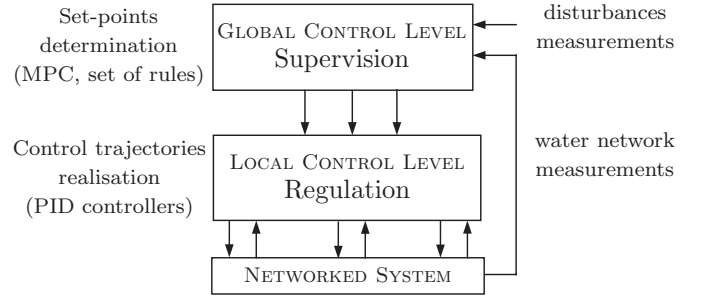 Set-points
determination
(MPC, set of rules)
GLOBAL CONTROL LEVEL
Supervision
disturbances
measurements
Control trajectories
realisation
(PID controllers)
LOCAL CONTROL LEVEL
Regulation
water network
measurements
NETWORKED SYSTEM